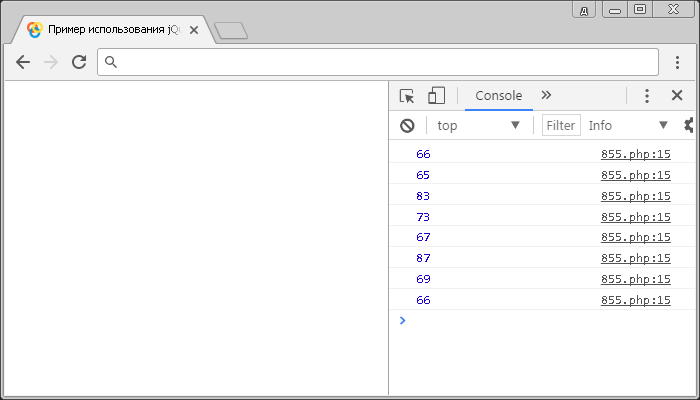 д
Пример использования jQ
Console
top
Filter
Info
66 855.php:15
65 855.php:15
83 855.php:15
73 855.php:15
67 855.php:15
87 855.php:15
69 855.php:15
66 855.php:15